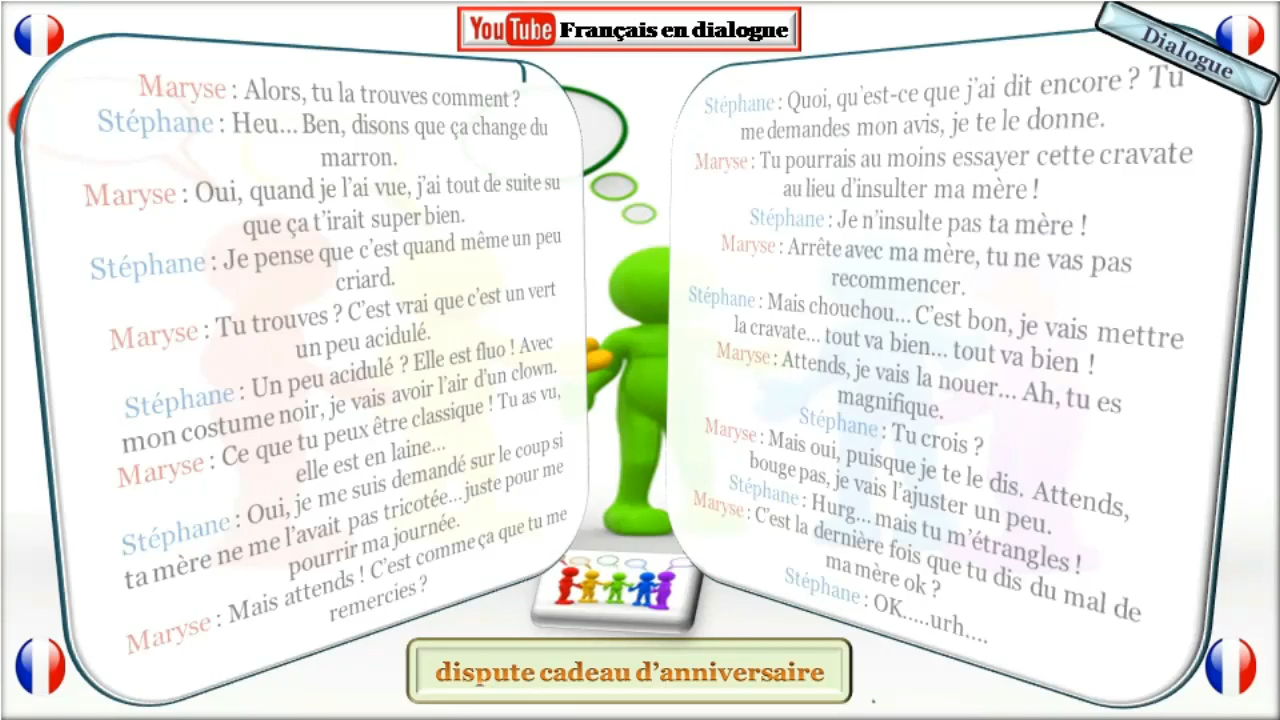 YouTube Français en dialogue
Dialogue
Maryse : Alors, tu la trouves comment ?
Stéphane : Heu... Ben, disons que ça change du
marron.
Maryse : Oui, quand je l'ai vue, j'ai tout de suite su
que ça t'irait super bien.
Stéphane : Je pense que c'est quand même un peu
criard.
Maryse : Tu trouves ? C'est vrai que c'est un vert
un peu acidulé.
Stéphane : Un peu acidulé ? Elle est fluo ! Avec
mon costume noir, je vais avoir l'air d'un clown.
Maryse : Ce que tu peux être classique ! Tu as vu,
elle est en laine...
Stéphane : Oui, je me suis demandé sur le coup si
ta mère ne me l'avait pas tricotée... juste pour me
pourrir ma journée.
Maryse : Mais attends ! C'est comme ça que tu me
remercies ?
Stéphane : Quoi, qu'est-ce que j'ai dit encore ? Tu
me demandes mon avis, je te le donne.
Maryse : Tu pourrais au moins essayer cette cravate
au lieu d'insulter ma mère !
Stéphane : Je n'insulte pas ta mère !
Maryse : Arrête avec ma mère, tu ne vas pas
recommencer.
Stéphane : Mais chouchou... C'est bon, je vais mettre
la cravate... tout va bien... tout va bien !
Maryse : Attends, je vais la nouer... Ah, tu es
magnifique.
Stéphane : Tu crois ?
Maryse : Mais oui, puisque je te le dis. Attends,
bouge pas, je vais l'ajuster un peu.
Stéphane : Hurg... mais tu m'étrangles !
Maryse : C'est la dernière fois que tu dis du mal de
ma mère ok ?
Stéphane : OK.....urh....
dispute cadeau d'anniversaire